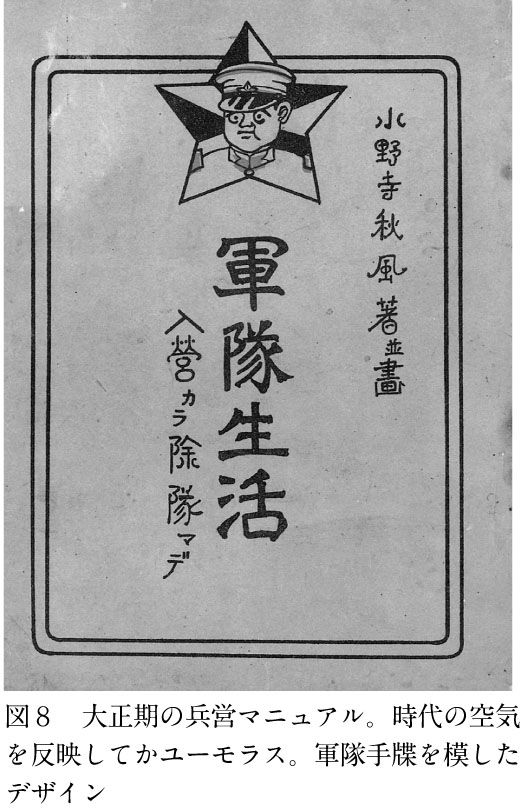 水野寺秋風著並畫
軍隊生活
入營カラ除隊マデ
図8　大正期の兵営マニュアル。時代の空気
を反映してかユーモラス。軍隊手牒を模した
デザイン